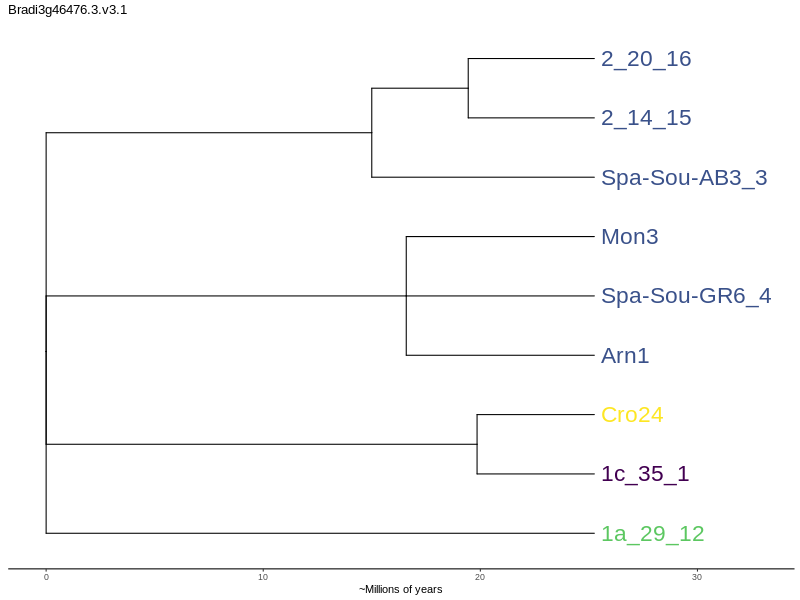 Bradi3g46476.3.v3.1
2_20_16
2_14_15
Spa-Sou-AB3_3
Mon3
Spa-Sou-GR6_4
Arn1
Cro24
1c_35_1
1a_29_12
0 10 20 30
~Millions of years